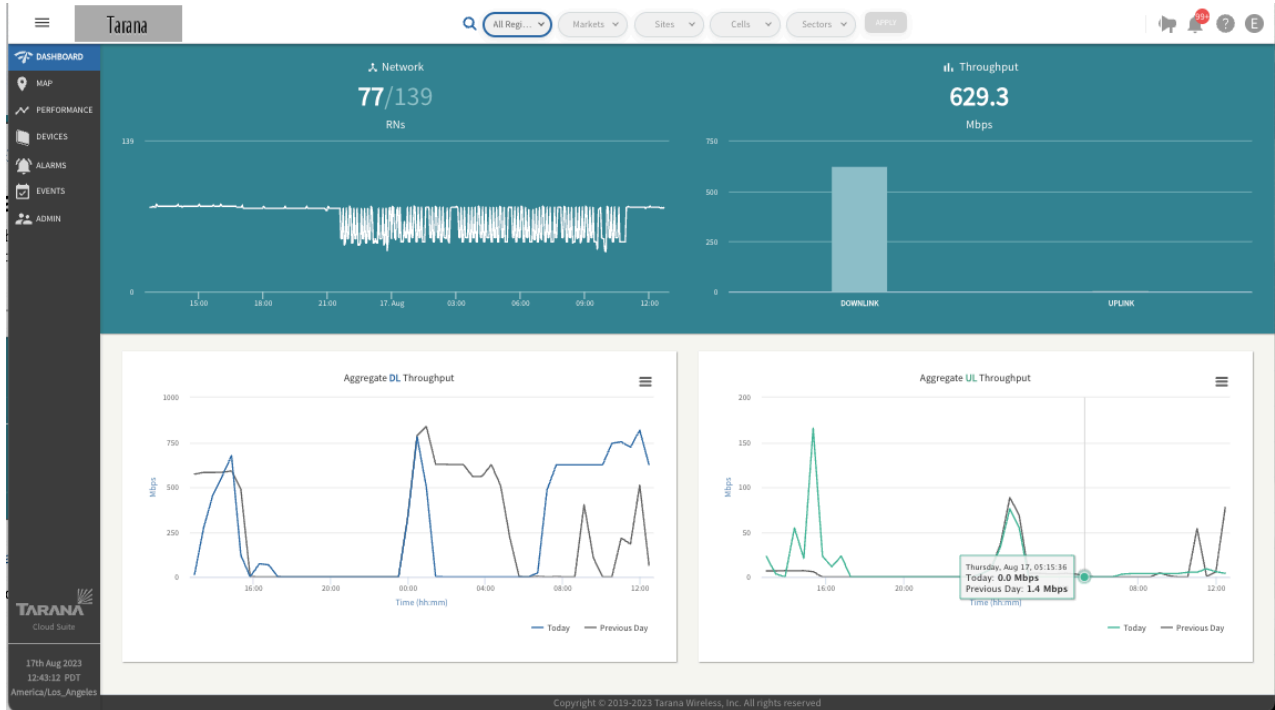 Tarana
All Regi...
Markets
Sites
Cells
Sectors
APPLY
99+
?
E
DASHBOARD
MAP
PERFORMANCE
DEVICES
ALARMS
EVENTS
ADMIN
TARANA
Cloud Suite
17th Aug 2023
12:43:12 PDT
America/Los_Angeles
Network
77/139
RNs
139
0
15:00 18:00 21:00 17. Aug 03:00 06:00 09:00 12:00
Throughput
629.3
Mbps
750
500
250
0
DOWNLINK UPLINK
Aggregate DL Throughput
1000
750
500
250
0
Mbps
16:00 20:00 00:00 04:00 08:00 12:00
Time (hh:mm)
Today Previous Day
Aggregate UL Throughput
200
150
100
50
0
Mbps
16:00 20:00 08:00 12:00
Thursday, Aug 17, 05:15:36
Today: 0.0 Mbps
Previous Day: 1.4 Mbps
Time (hh:mm)
Today Previous Day
Copyright © 2019-2023 Tarana Wireless, Inc. All rights reserved